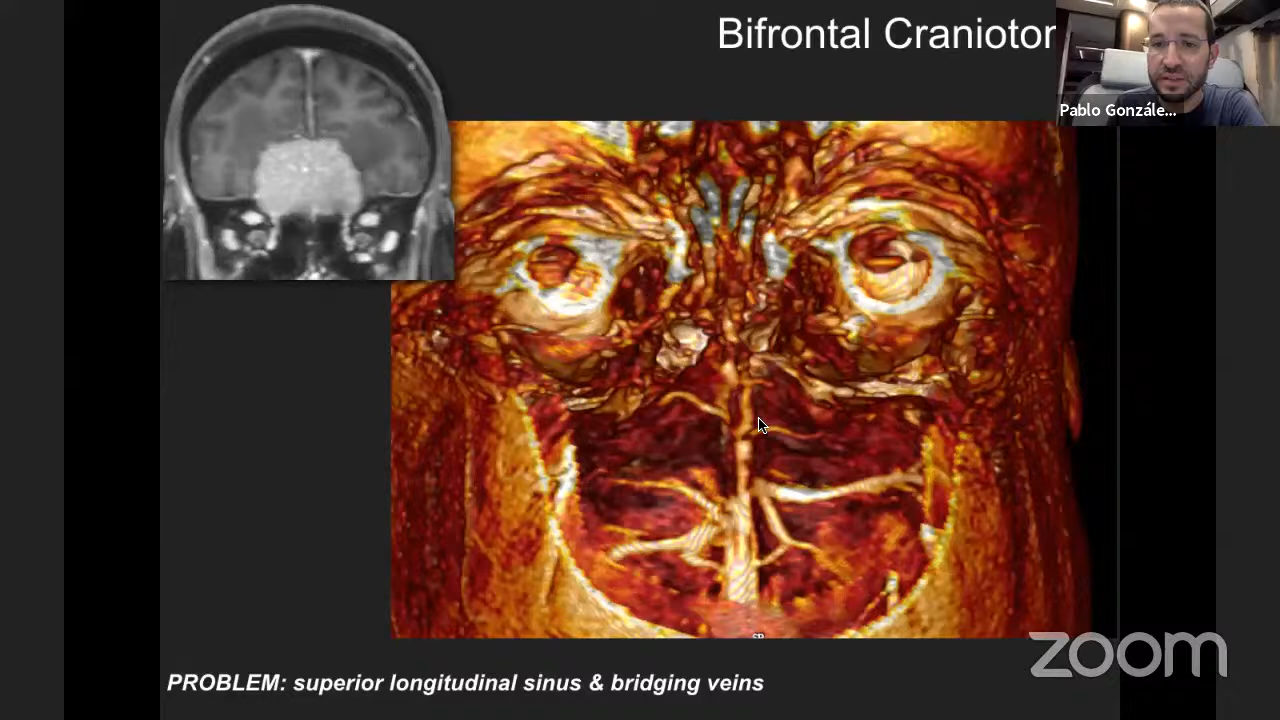 Bifrontal Craniotor
Pablo Gonzále...
PROBLEM: superior longitudinal sinus & bridging veins
zoom